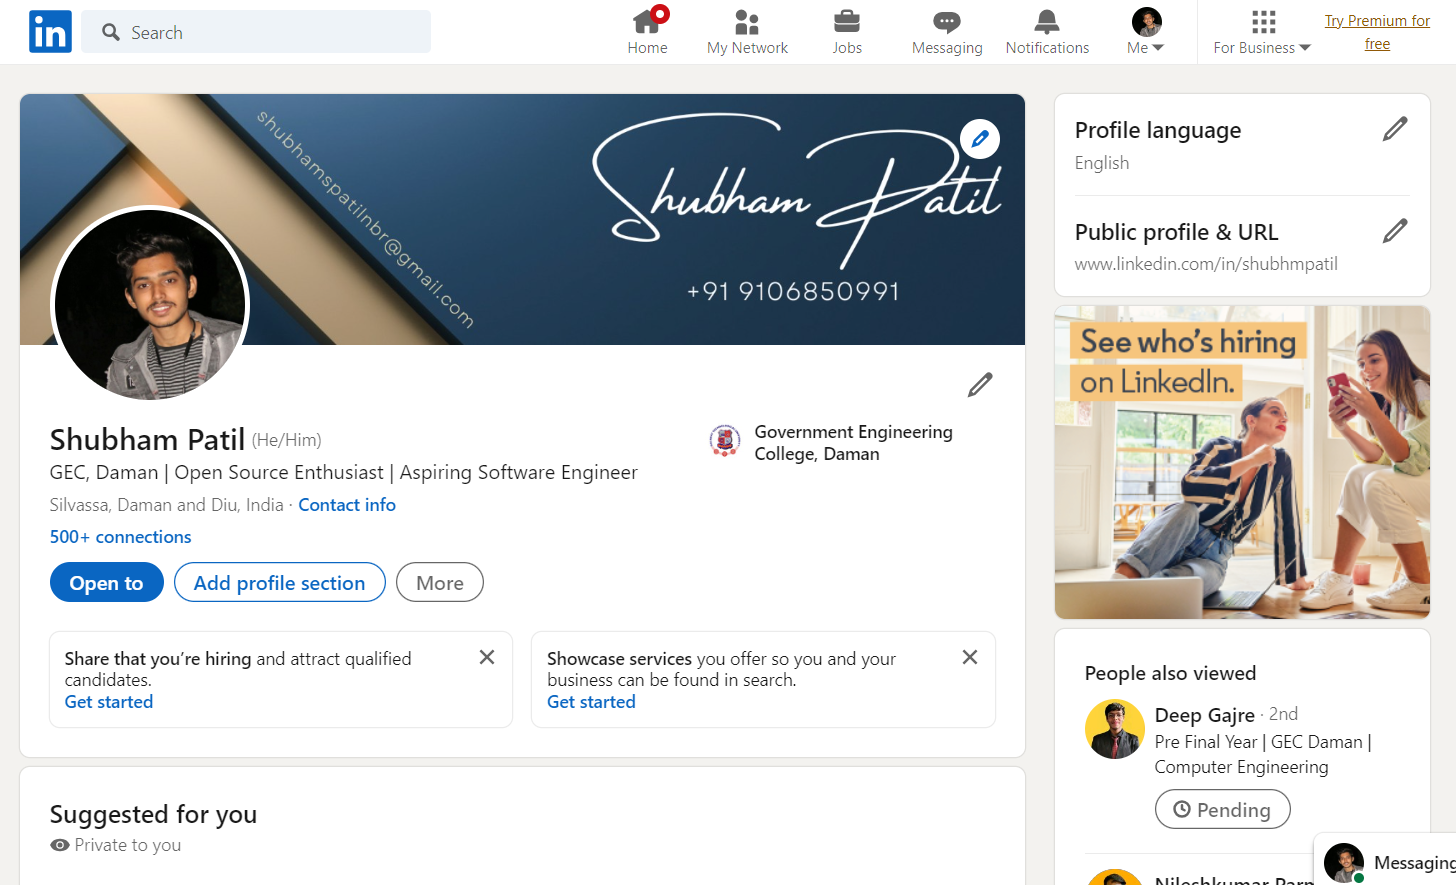 in
Search
Home
My Network
Jobs
Messaging
Notifications
Me
For Business
Try Premium for
free
shubhamspatilnbr@gmail.com
Shubham Patil
+91 9106850991
Shubham Patil (He/Him)
GEC, Daman | Open Source Enthusiast | Aspiring Software Engineer
Silvassa, Daman and Diu, India · Contact info
500+ connections
Government Engineering
College, Daman
Open to
Add profile section
More
Share that you’re hiring and attract qualified
candidates.
Get started
Showcase services you offer so you and your
business can be found in search.
Get started
Suggested for you
Private to you
Profile language
English
Public profile & URL
www.linkedin.com/in/shubhmpatil
See who’s hiring
on LinkedIn.
People also viewed
Deep Gajre · 2nd
Pre Final Year | GEC Daman |
Computer Engineering
Pending
Messaging